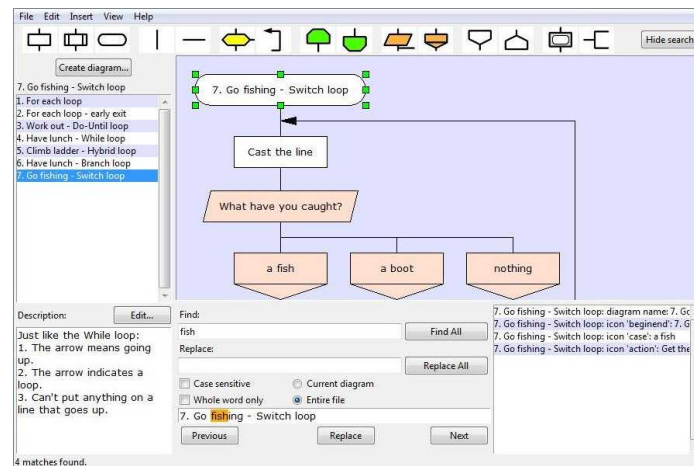 File Edit Insert View Help
Hide search
Create diagram...
7. Go fishing - Switch loop
1. For each loop
2. For each loop - early exit
3. Work out - Do-Until loop
4. Have lunch - While loop
5. Climb ladder - Hybrid loop
6. Have lunch - Branch loop
7. Go fishing - Switch loop
7. Go fishing - Switch loop
Cast the line
What have you caught?
a fish a boot nothing
Description: Edit...
Just like the While loop:
1. The arrow means going
up.
2. The arrow indicates a
loop.
3. Can't put anything on a
line that goes up.
Find:
fish Find All
Replace:
Replace All
Case sensitive Current diagram
Whole word only Entire file
7. Go fishing - Switch loop
Previous Replace Next
7. Go fishing - Switch loop: diagram name: 7. Go
7. Go fishing - Switch loop: icon 'beginend': 7. G
7. Go fishing - Switch loop: icon 'case': a fish
7. Go fishing - Switch loop: icon 'action': Get the
4 matches found.